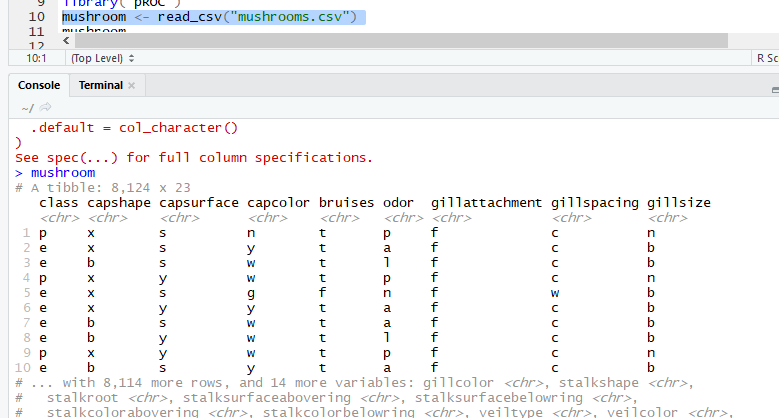 9 library("pROC")
10 mushroom <- read_csv("mushrooms.csv")
11 mushroom
12
10:1 (Top Level) R Sc
Console Terminal
~/
.default = col_character()
)
See spec(...) for full column specifications.
> mushroom
# A tibble: 8,124 x 23
class capshape capsurface capcolor bruises odor gillattachment gillspacing gillsize
<chr> <chr> <chr> <chr> <chr> <chr> <chr> <chr> <chr>
1 p x s n t p f c n
2 e x s y t a f c b
3 e b s w t l f c b
4 p x y w t p f c n
5 e x s g f n f w b
6 e x y y t a f c b
7 e b s w t a f c b
8 e b y w t l f c b
9 p x y w t p f c n
10 e b s y t a f c b
# ... with 8,114 more rows, and 14 more variables: gillcolor <chr>, stalkshape <chr>,
# stalkroot <chr>, stalksurfaceabovering <chr>, stalksurfacebelowring <chr>,
# stalkcolorabovering <chr>, stalkcolorbelowring <chr>, veiltype <chr>, veilcolor <chr>,